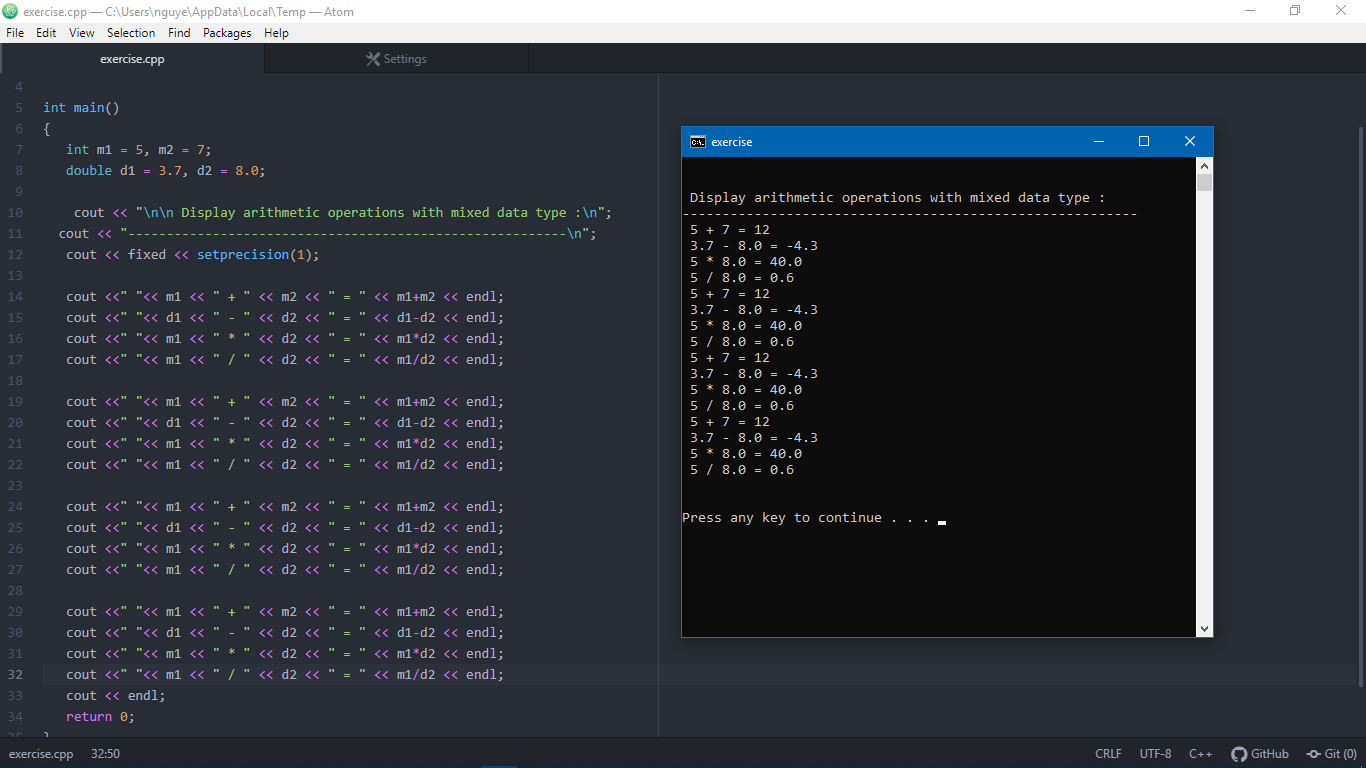 exercise.cpp — C:\Users\nguye\AppData\Local\Temp — Atom
File Edit View Selection Find Packages Help
exercise.cpp
Settings
4
5 int main()
6 {
7 int m1 = 5, m2 = 7;
8 double d1 = 3.7, d2 = 8.0;
9
10 cout << "\n\n Display arithmetic operations with mixed data type :\n";
11 cout << "---------------------------------------------------------\n";
12 cout << fixed << setprecision(1);
13
14 cout <<" "<< m1 << " + " << m2 << " = " << m1+m2 << endl;
15 cout <<" "<< d1 << " - " << d2 << " = " << d1-d2 << endl;
16 cout <<" "<< m1 << " * " << d2 << " = " << m1*d2 << endl;
17 cout <<" "<< m1 << " / " << d2 << " = " << m1/d2 << endl;
18
19 cout <<" "<< m1 << " + " << m2 << " = " << m1+m2 << endl;
20 cout <<" "<< d1 << " - " << d2 << " = " << d1-d2 << endl;
21 cout <<" "<< m1 << " * " << d2 << " = " << m1*d2 << endl;
22 cout <<" "<< m1 << " / " << d2 << " = " << m1/d2 << endl;
23
24 cout <<" "<< m1 << " + " << m2 << " = " << m1+m2 << endl;
25 cout <<" "<< d1 << " - " << d2 << " = " << d1-d2 << endl;
26 cout <<" "<< m1 << " * " << d2 << " = " << m1*d2 << endl;
27 cout <<" "<< m1 << " / " << d2 << " = " << m1/d2 << endl;
28
29 cout <<" "<< m1 << " + " << m2 << " = " << m1+m2 << endl;
30 cout <<" "<< d1 << " - " << d2 << " = " << d1-d2 << endl;
31 cout <<" "<< m1 << " * " << d2 << " = " << m1*d2 << endl;
32 cout <<" "<< m1 << " / " << d2 << " = " << m1/d2 << endl;
33 cout << endl;
34 return 0;
35 }
exercise
Display arithmetic operations with mixed data type :
---------------------------------------------------------
5 + 7 = 12
3.7 - 8.0 = -4.3
5 * 8.0 = 40.0
5 / 8.0 = 0.6
5 + 7 = 12
3.7 - 8.0 = -4.3
5 * 8.0 = 40.0
5 / 8.0 = 0.6
5 + 7 = 12
3.7 - 8.0 = -4.3
5 * 8.0 = 40.0
5 / 8.0 = 0.6
5 + 7 = 12
3.7 - 8.0 = -4.3
5 * 8.0 = 40.0
5 / 8.0 = 0.6
Press any key to continue . . .
exercise.cpp 32:50
CRLF UTF-8 C++ GitHub Git (0)